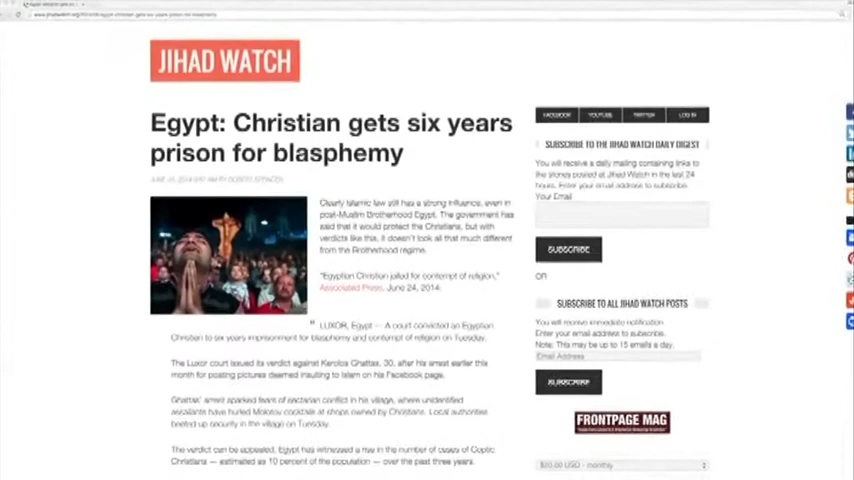 JIHAD WATCH
Egypt: Christian gets six years
prison for blasphemy
FACEBOOK YOUTUBE TWITTER LOG IN
SUBSCRIBE TO THE JIHAD WATCH DAILY DIGEST
You will receive a daily mailing containing links to
the stories posted at Jihad Watch in the last 24
hours. Enter your email address to subscribe.
Your Email
SUBSCRIBE
OR
SUBSCRIBE TO ALL JIHAD WATCH POSTS
You will receive immediate notification.
Enter your email address to subscribe.
Note: This may be up to 15 emails a day.
Email Address
SUBSCRIBE
FRONTPAGE MAG
$20.00 USD - monthly
Clearly Islamic law still has a strong influence, even in
post-Muslim Brotherhood Egypt. The government has
said that it would protect the Christians, but with
verdicts like this, it doesn't look all that much different
from the Brotherhood regime.
"Egyptian Christian jailed for contempt of religion,"
Associated Press, June 24, 2014:
LUXOR, Egypt — A court convicted an Egyptian
Christian to six years imprisonment for blasphemy and contempt of religion on Tuesday.
The Luxor court issued its verdict against Kerolos Ghattas, 30, after his arrest earlier this
month for posting pictures deemed insulting to Islam on his Facebook page.
Ghattas' arrest sparked fears of sectarian conflict in his village, where unidentified
assailants have hurled Molotov cocktails at shops owned by Christians. Local authorities
beefed up security in the village on Tuesday.
The verdict can be appealed. Egypt has witnessed a rise in the number of cases of Coptic
Christians — estimated as 10 percent of the population — over the past three years.